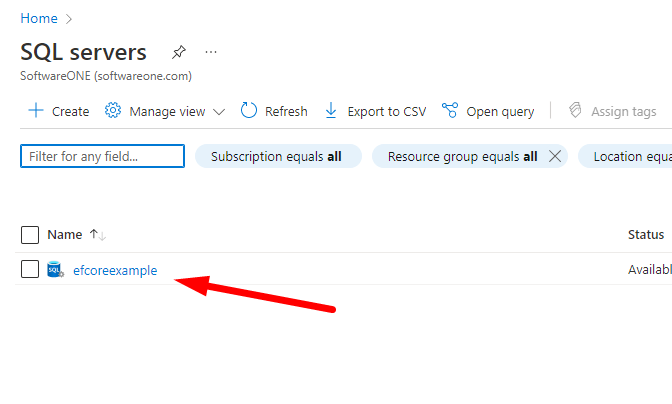 Home >
SQL servers ...
SoftwareONE (softwareone.com)
+ Create Manage view Refresh Export to CSV Open query Assign tags
Filter for any field... Subscription equals all Resource group equals all Location equa
Name ↑↓ Status
SQL efcoreexample Availabl